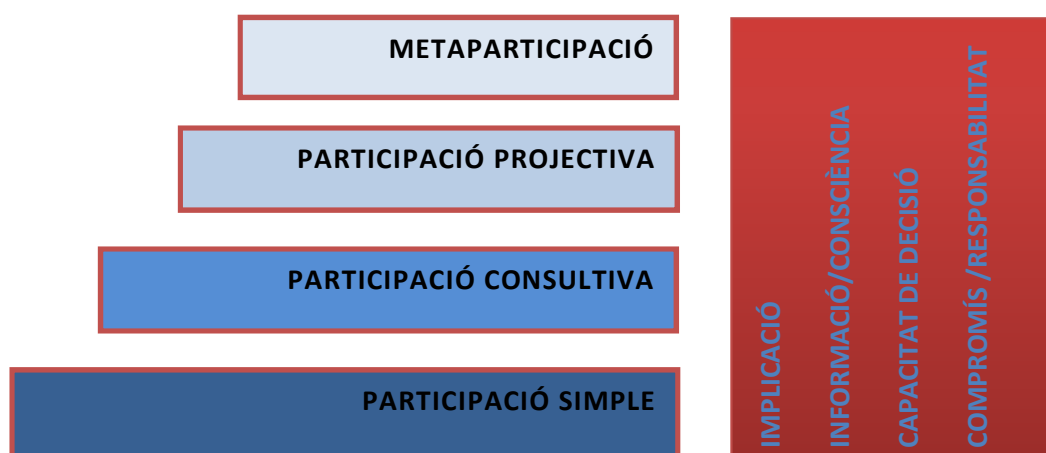 METAPARTICIPACIÓ
PARTICIPACIÓ PROJECTIVA
PARTICIPACIÓ CONSULTIVA
PARTICIPACIÓ SIMPLE
IMPLICACIÓ
INFORMACIÓ/CONSCIÈNCIA
CAPACITAT DE DECISIÓ
COMPROMÍS /RESPONSABILITAT